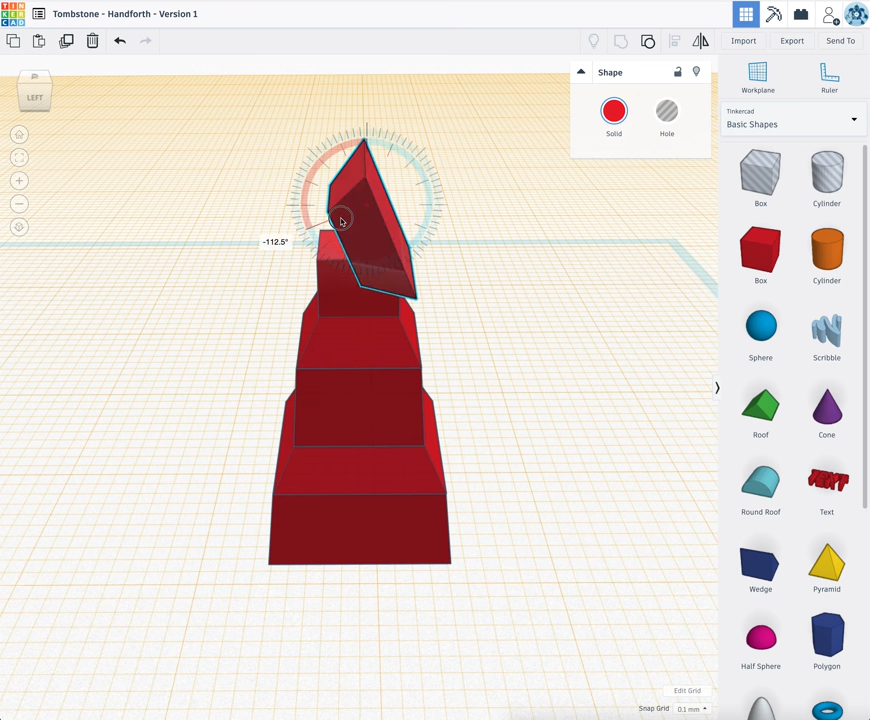 TIN
KER
CAD
Tombstone - Handforth - Version 1
Import
Export
Send To
LEFT
Shape
Solid
Hole
Workplane
Ruler
Tinkercad
Basic Shapes
Box
Cylinder
Box
Cylinder
Sphere
Scribble
Roof
Cone
Round Roof
Text
TEXT
Wedge
Pyramid
Half Sphere
Polygon
-112.5°
Edit Grid
Snap Grid
0.1 mm